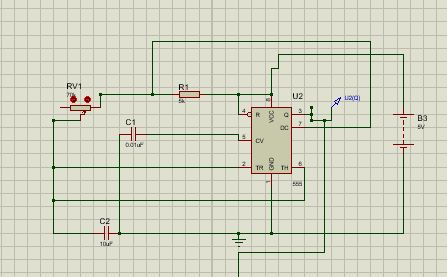 RV1
70k
R1
5k
U2
U2(Q)
C1
0.01uF
4
R
8
VCC
Q
3
DC
7
5
CV
2
TR
GND
1
TH
6
555
B3
5V
C2
10uF